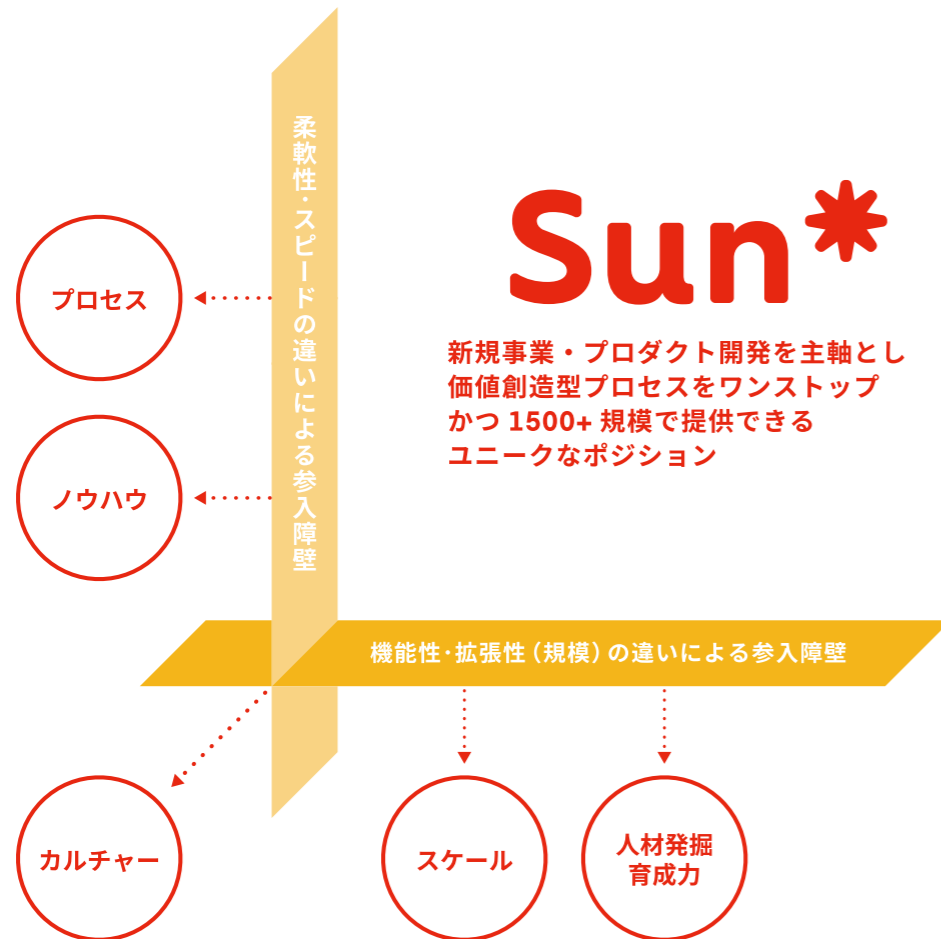 柔軟性・スピードの違いによる参入障壁
Sun*
新規事業・プロダクト開発を主軸とし
価値創造型プロセスをワンストップ
かつ 1500+ 規模で提供できる
ユニークなポジション
プロセス
ノウハウ
機能性・拡張性（規模）の違いによる参入障壁
カルチャー
スケール
人材発掘
育成力